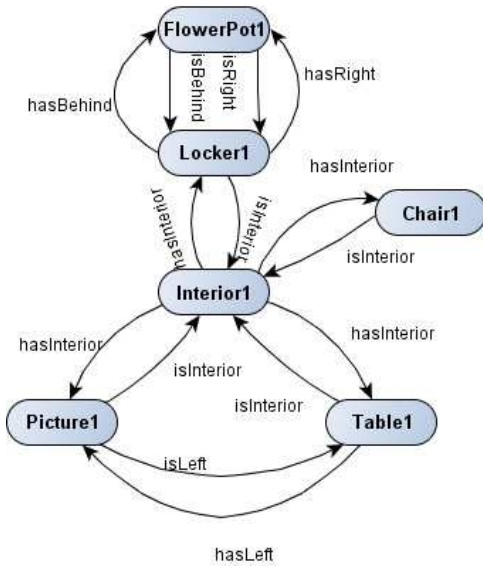 FlowerPot1
isBehind
isRight
hasBehind
hasRight
Locker1
hasInterior
isInterior
hasInterior
Chair1
isInterior
Interior1
hasInterior
hasInterior
isInterior
isInterior
Picture1
Table1
isLeft
hasLeft